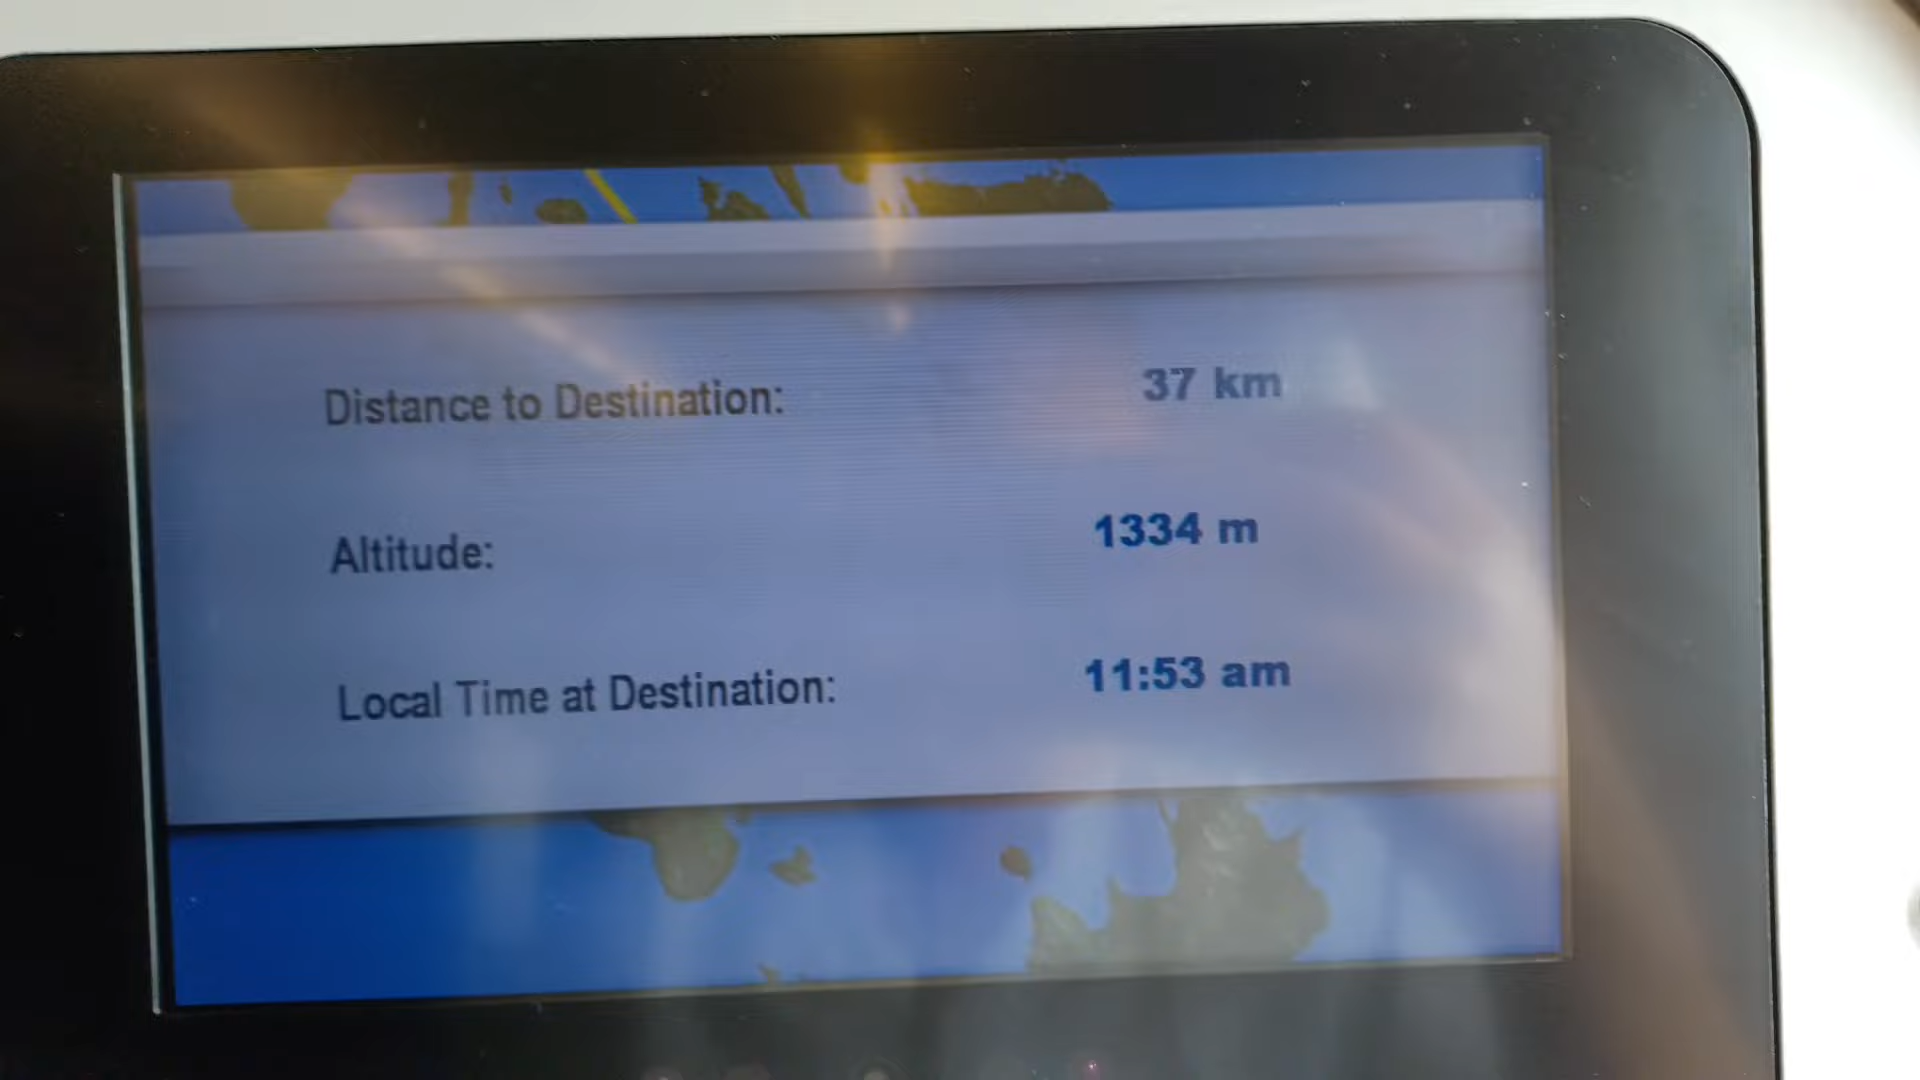 Distance to Destination: 37 km
Altitude: 1334 m
Local Time at Destination: 11:53 am